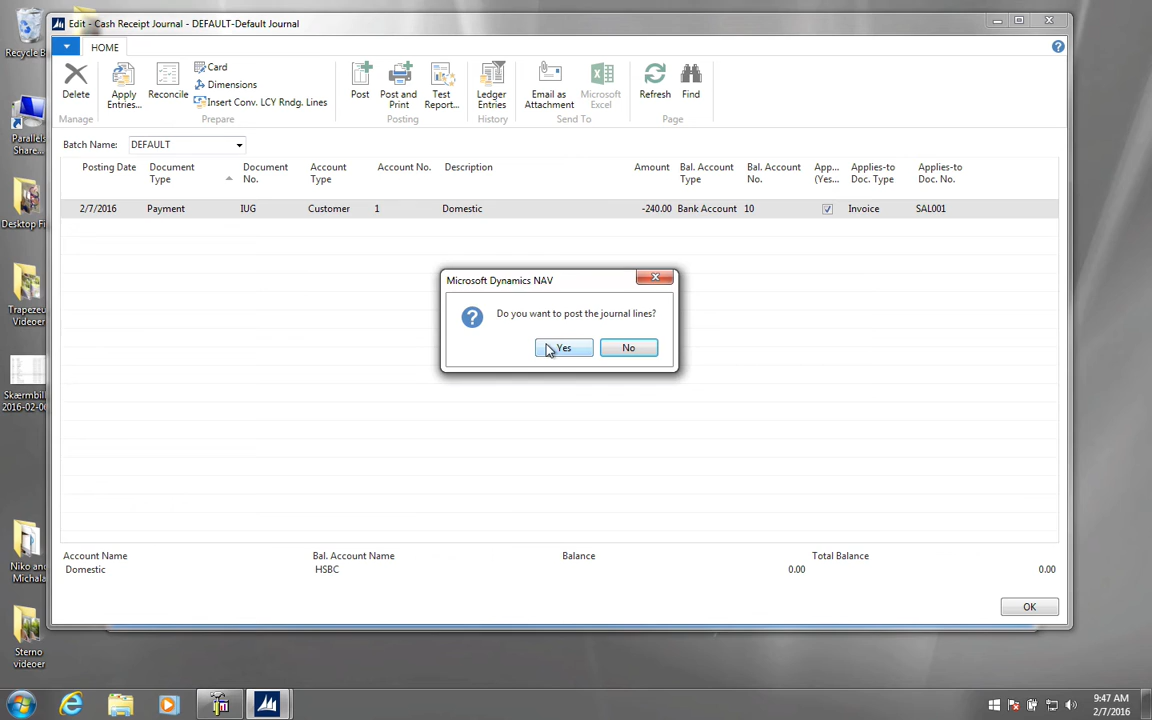 Recycle B
Edit - Cash Receipt Journal - DEFAULT-Default Journal
HOME
Delete
Apply Entries...
Reconcile
Card
Dimensions
Insert Conv. LCY Rndg. Lines
Post
Post and Print
Test Report...
Ledger Entries
Email as Attachment
Microsoft Excel
Refresh
Find
Manage
Prepare
Posting
History
Send To
Page
Batch Name: DEFAULT
Posting Date Document Type Document No. Account Type Account No. Description Amount Bal. Account Type Bal. Account No. App... (Yes... Applies-to Doc. Type Applies-to Doc. No.
2/7/2016 Payment IUG Customer 1 Domestic -240.00 Bank Account 10 Invoice SAL001
Microsoft Dynamics NAV
Do you want to post the journal lines?
Yes No
Account Name Bal. Account Name Balance Total Balance
Domestic HSBC 0.00 0.00
OK
Parallels
Share...
Desktop Fi
Trapezeu
Videoer
Skærmbill
2016-02-0
Niko an
Michala
Sterno
videoer
9:47 AM
2/7/2016